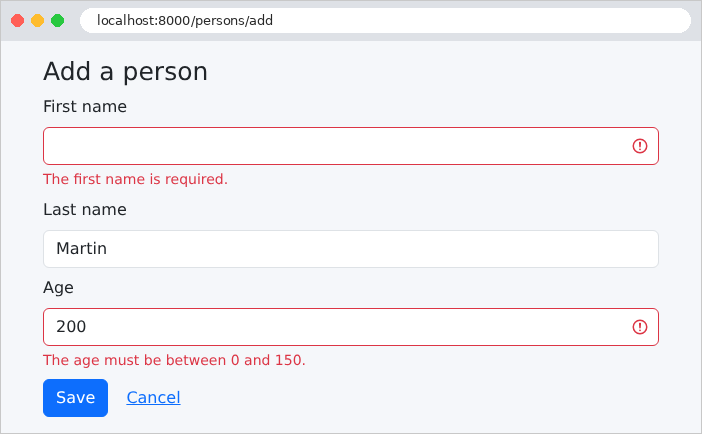 localhost:8000/persons/add
Add a person
First name
The first name is required.
Last name
Martin
Age
200
The age must be between 0 and 150.
Save Cancel